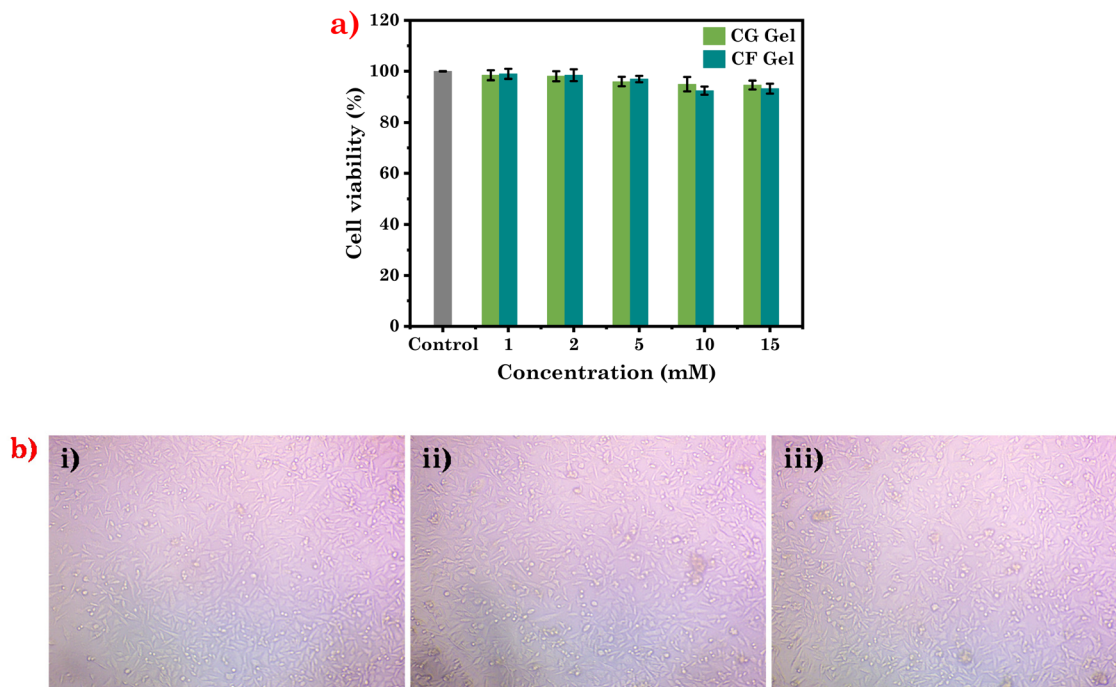 a)
120
100
80
60
40
20
0
Cell viability (%)
CG Gel
CF Gel
Control 1 2 5 10 15
Concentration (mM)
b)
i) ii) iii)